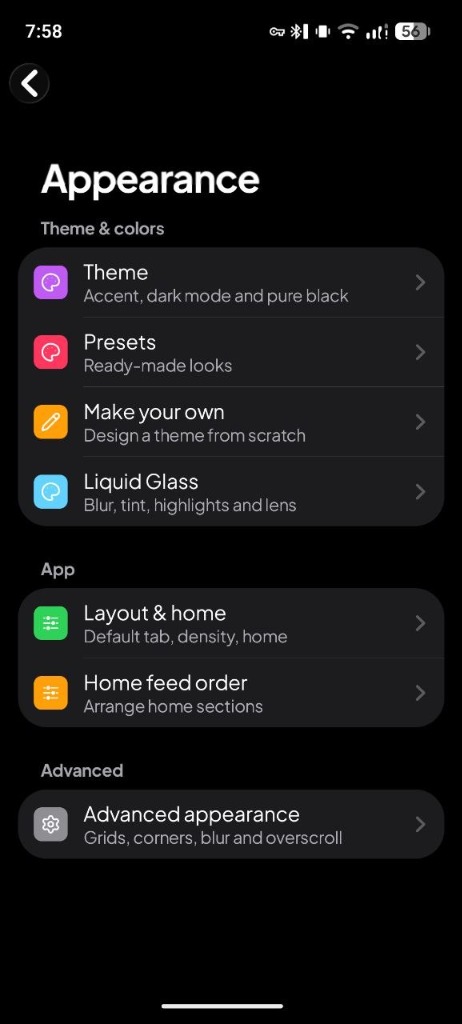 7:58
56
Appearance
Theme & colors
Theme
Accent, dark mode and pure black
Presets
Ready-made looks
Make your own
Design a theme from scratch
Liquid Glass
Blur, tint, highlights and lens
App
Layout & home
Default tab, density, home
Home feed order
Arrange home sections
Advanced
Advanced appearance
Grids, corners, blur and overscroll